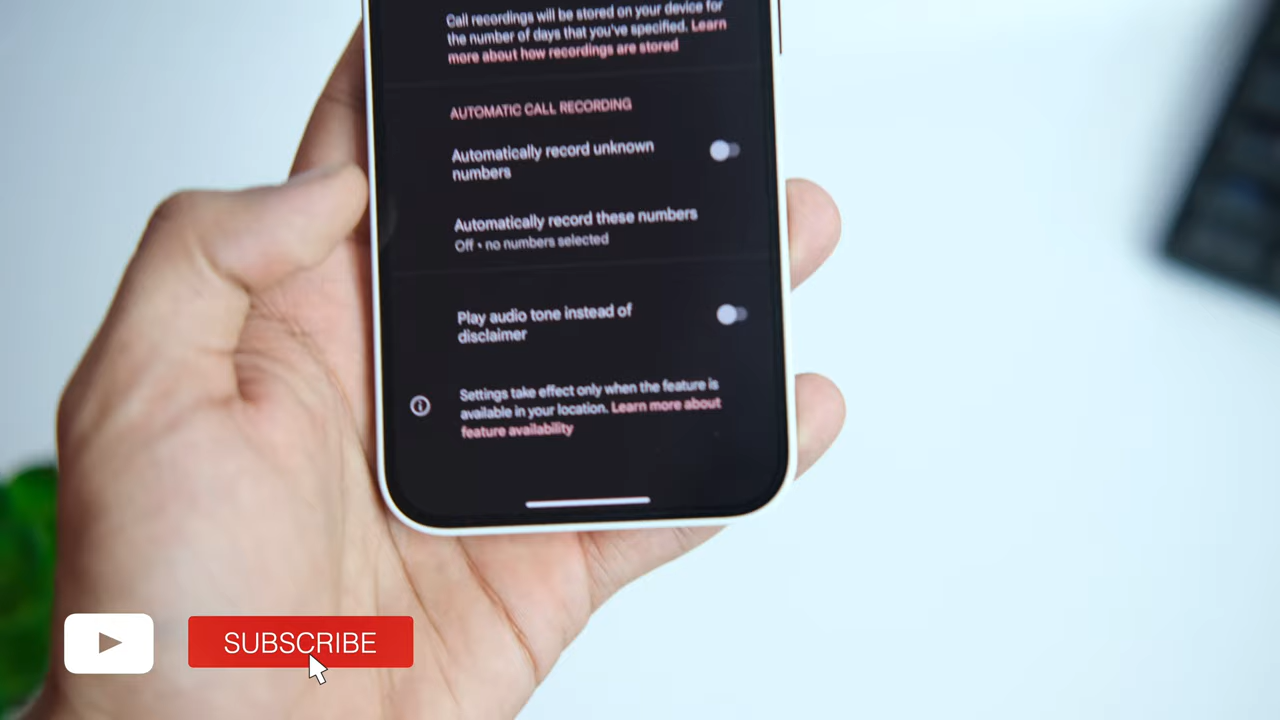 Call recordings will be stored on your device for
the number of days that you've specified. Learn
more about how recordings are stored
AUTOMATIC CALL RECORDING
Automatically record unknown
numbers
Automatically record these numbers
Off • no numbers selected
Play audio tone instead of
disclaimer
Settings take effect only when the feature is
available in your location. Learn more about
feature availability
SUBSCRIBE